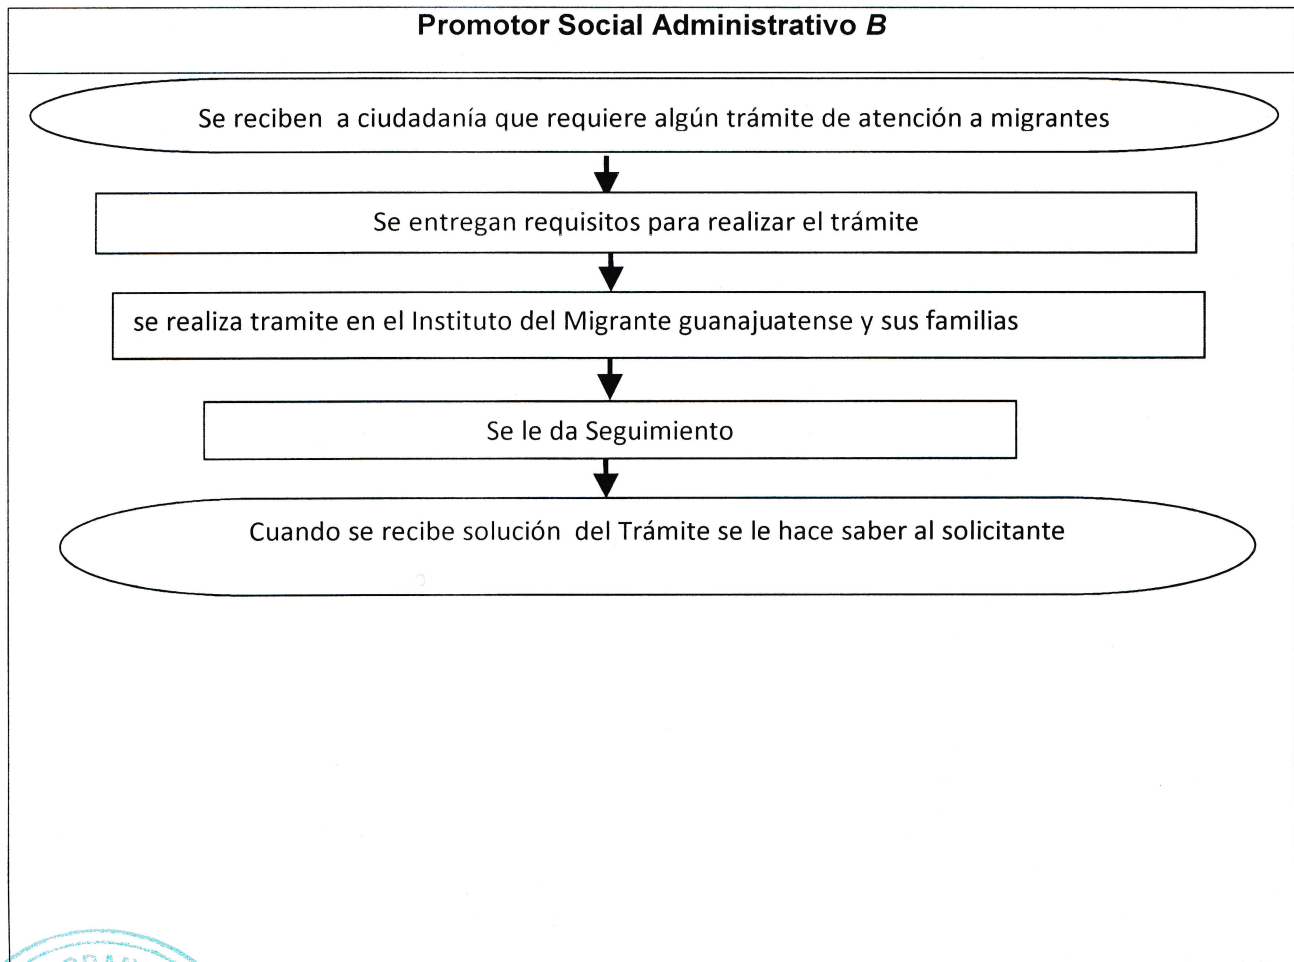 Promotor Social Administrativo B
Se reciben a ciudadanía que requiere algún trámite de atención a migrantes
Se entregan requisitos para realizar el trámite
se realiza tramite en el Instituto del Migrante guanajuatense y sus familias
Se le da Seguimiento
Cuando se recibe solución del Trámite se le hace saber al solicitante